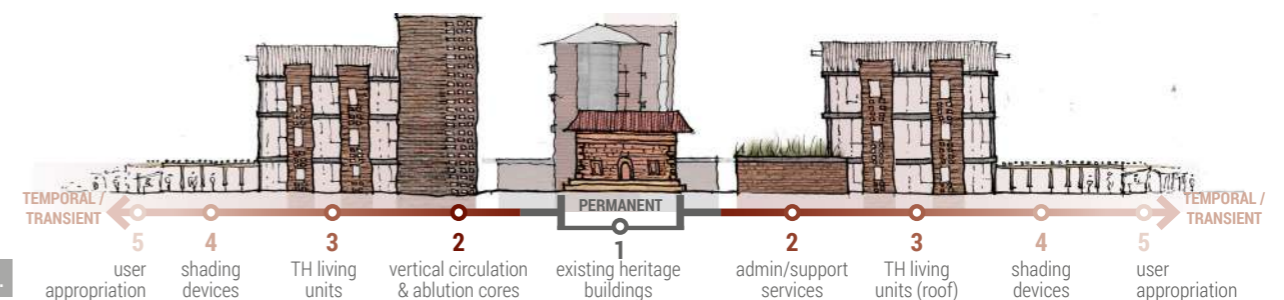 TEMPORAL /
TRANSIENT
PERMANENT
TEMPORAL /
TRANSIENT
5
user
appropriation
4
shading
devices
3
TH living
units
2
vertical circulation
& ablution cores
1
existing heritage
buildings
2
admin/support
services
3
TH living
units (roof)
4
shading
devices
5
user
appropriation